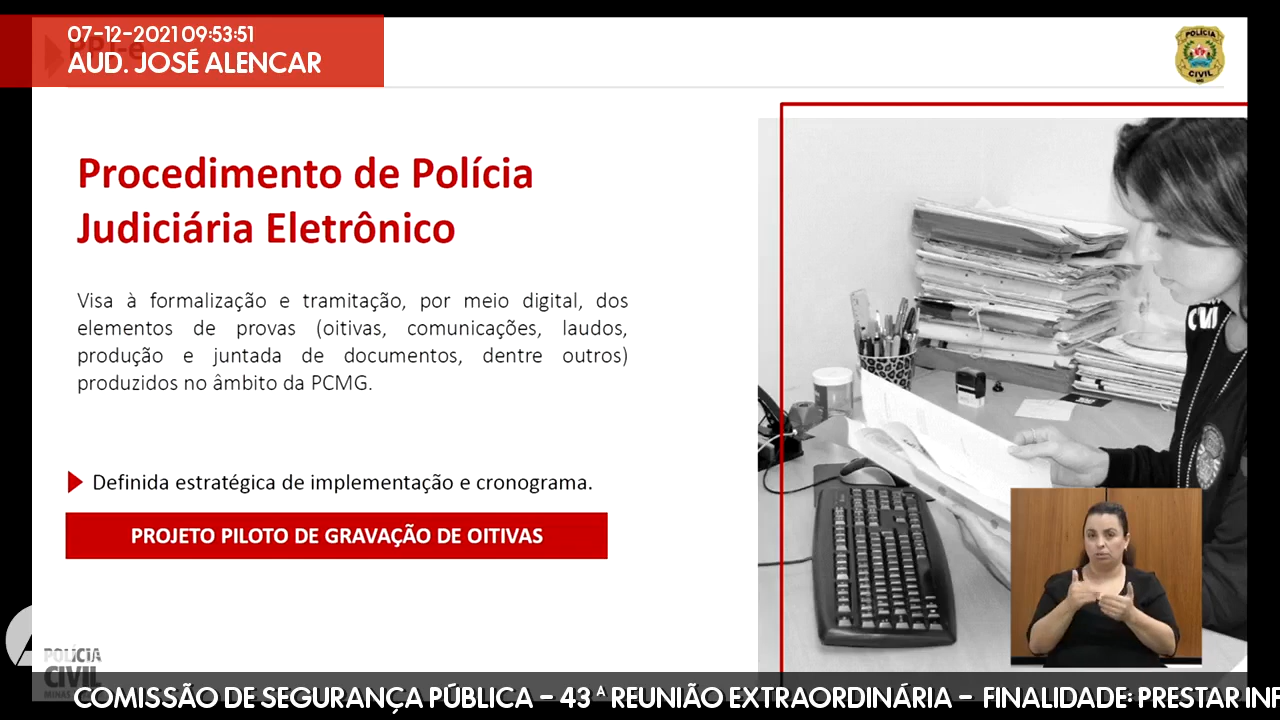 07-12-2021 09:53:51
AUD. JOSÉ ALENCAR
POLÍCIA
CIVIL
MG
Procedimento de Polícia
Judiciária Eletrônico
Visa à formalização e tramitação, por meio digital, dos
elementos de provas (oitivas, comunicações, laudos,
produção e juntada de documentos, dentre outros)
produzidos no âmbito da PCMG.
Definida estratégica de implementação e cronograma.
PROJETO PILOTO DE GRAVAÇÃO DE OITIVAS
POLÍCIA
CIVIL
COMISSÃO DE SEGURANÇA PÚBLICA - 43ª REUNIÃO EXTRAORDINÁRIA - FINALIDADE: PRESTAR INF